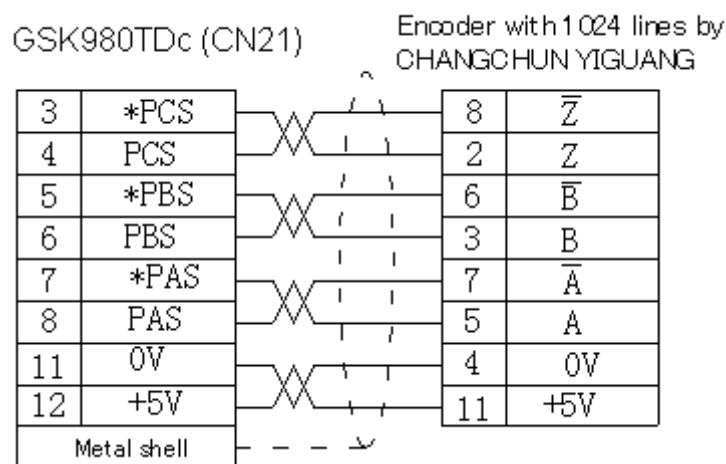 GSK980TDc (CN21)
Encoder with 1024 lines by
CHANGCHUN YIGUANG
3 *PCS 8 Z̅
4 PCS 2 Z
5 *PBS 6 B̅
6 PBS 3 B
7 *PAS 7 A̅
8 PAS 5 A
11 0V 4 0V
12 +5V 11 +5V
Metal shell